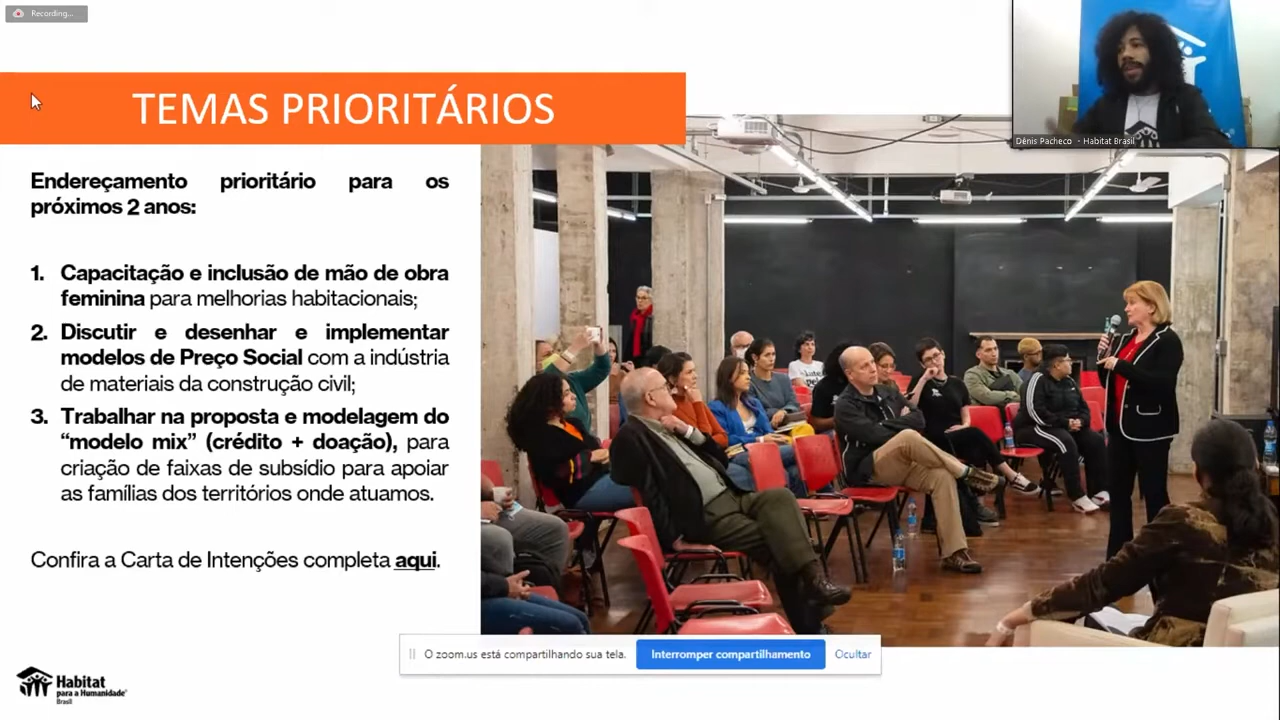 Recording...
TEMAS PRIORITÁRIOS
Dênis Pacheco - Habitat Brasil
Endereçamento prioritário para os
próximos 2 anos:
1. Capacitação e inclusão de mão de obra
feminina para melhorias habitacionais;
2. Discutir e desenhar e implementar
modelos de Preço Social com a indústria
de materiais da construção civil;
3. Trabalhar na proposta e modelagem do
“modelo mix” (crédito + doação), para
criação de faixas de subsídio para apoiar
as famílias dos territórios onde atuamos.
Confira a Carta de Intenções completa aqui.
O zoom.us está compartilhando sua tela.
Interromper compartilhamento
Ocultar
Habitat
para a Humanidade®
Brasil